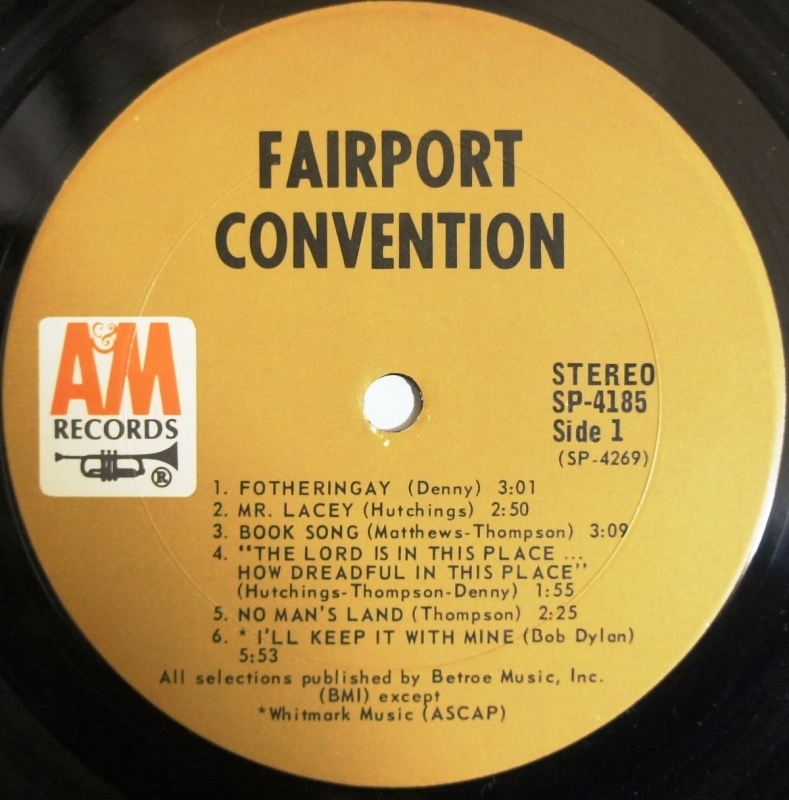 FAIRPORT
CONVENTION
A&M
RECORDS
®
STEREO
SP-4185
Side 1
(SP-4269)
1. FOTHERINGAY (Denny) 3:01
2. MR. LACEY (Hutchings) 2:50
3. BOOK SONG (Matthews-Thompson) 3:09
4. "THE LORD IS IN THIS PLACE ...
HOW DREADFUL IN THIS PLACE"
(Hutchings-Thompson-Denny) 1:55
5. NO MAN'S LAND (Thompson) 2:25
6. * I'LL KEEP IT WITH MINE (Bob Dylan)
5:53
All selections published by Betroe Music, Inc.
(BMI) except
*Whitmark Music (ASCAP)